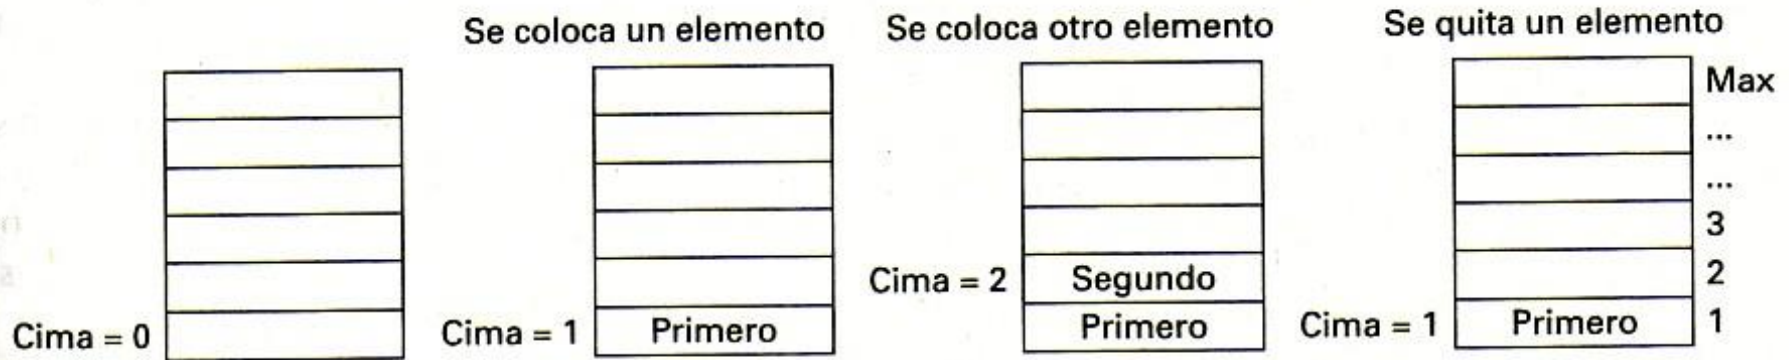 Se coloca un elemento
Se coloca otro elemento
Se quita un elemento
Max
...
...
3
Cima = 2
Segundo
2
Cima = 0
Cima = 1
Primero
Primero
Cima = 1
Primero
1